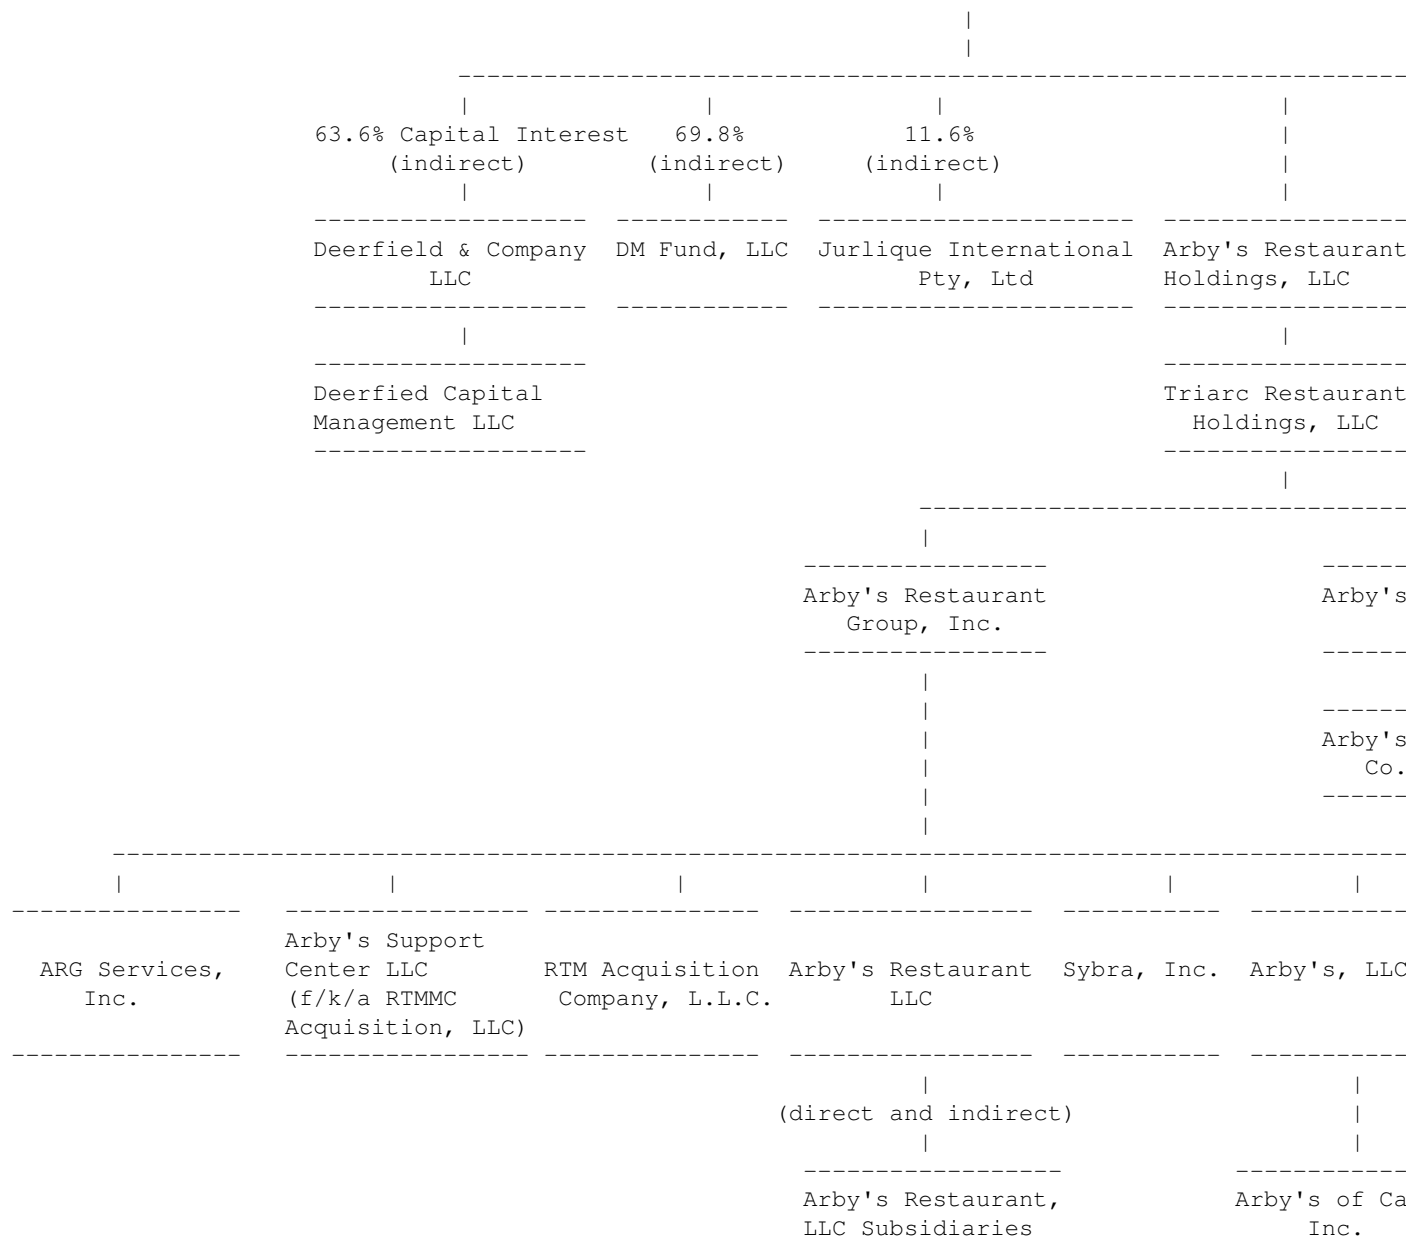 63.6% Capital Interest 69.8% 11.6%
(indirect) (indirect) (indirect)
Deerfield & Company DM Fund, LLC Jurlique International Arby's Restaurant
LLC Pty, Ltd Holdings, LLC
Deerfied Capital Triarc Restaurant
Management LLC Holdings, LLC
Arby's Restaurant Arby's
Group, Inc.
Arby's
Co.
Arby's Support
ARG Services, Center LLC RTM Acquisition Arby's Restaurant Sybra, Inc. Arby's, LLC
Inc. (f/k/a RTMMC Company, L.L.C. LLC
Acquisition, LLC)
(direct and indirect)
Arby's Restaurant, Arby's of Ca
LLC Subsidiaries Inc.